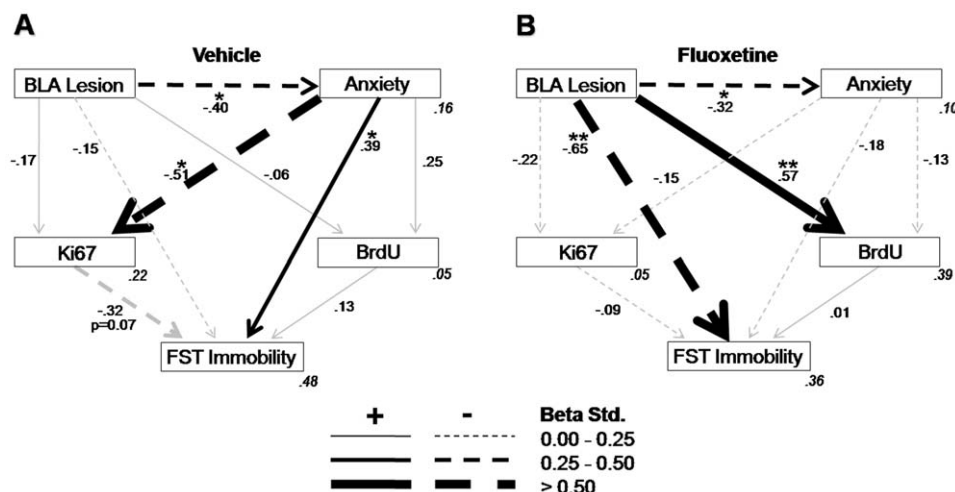 A
B
Vehicle
Fluoxetine
BLA Lesion
Anxiety
BLA Lesion
Anxiety
*
-.40
.16
*
-.32
.10
-.17
-.15
*
-.51
-.06
*
.39
.25
-.22
**
-.65
-.15
**
.57
-.18
-.13
Ki67
.22
BrdU
.05
Ki67
.05
BrdU
.39
-.32
p=0.07
.13
-.09
.01
FST Immobility
.48
FST Immobility
.36
+
-
Beta Std.
0.00 - 0.25
0.25 - 0.50
> 0.50